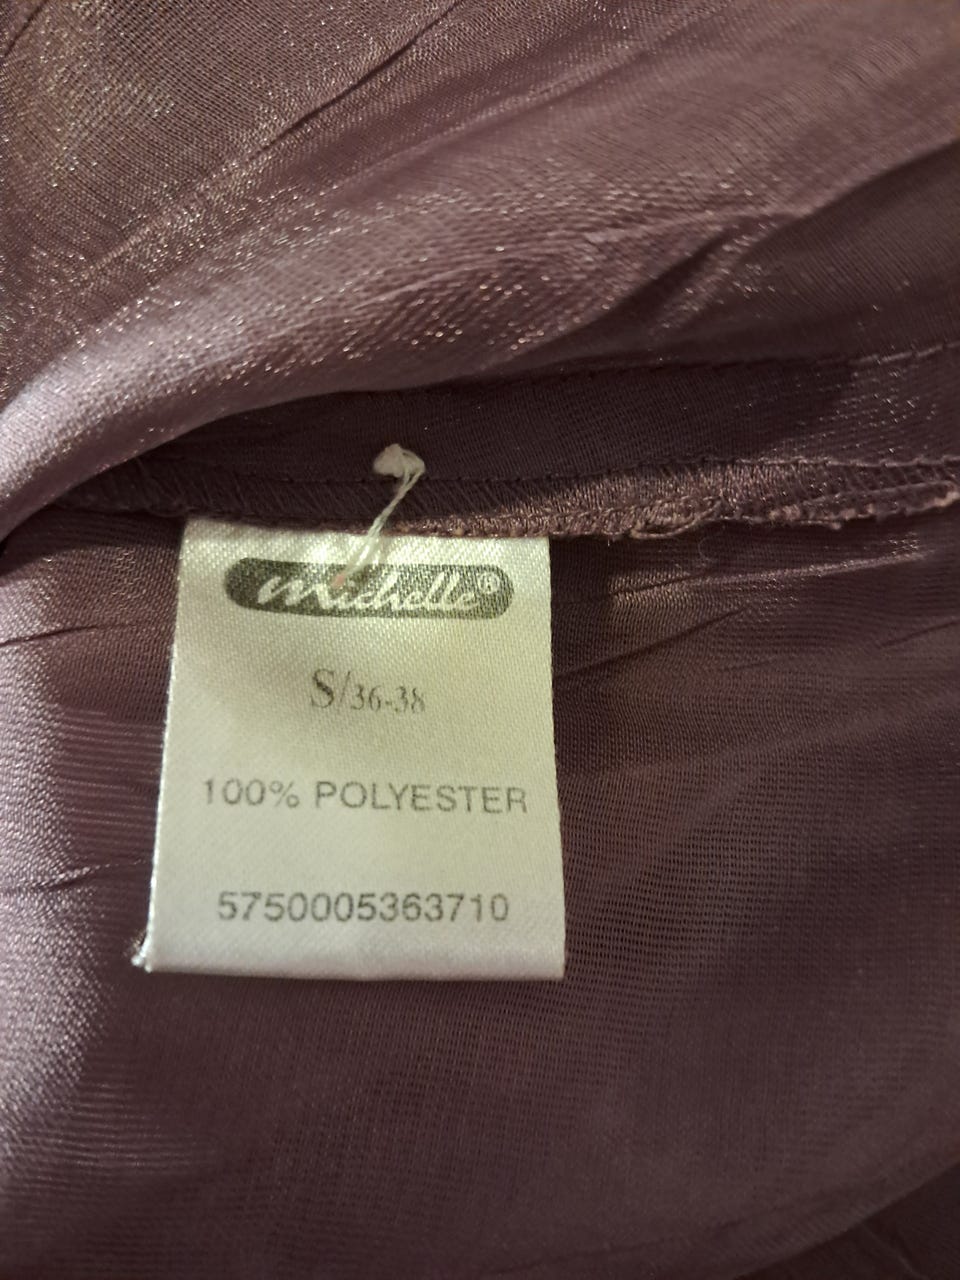 michelle®
S/36-38
100% POLYESTER
5750005363710